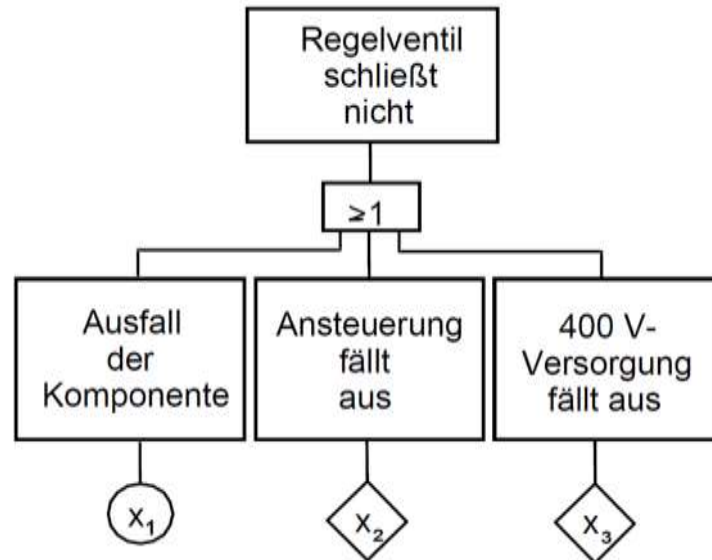 Regelventil
schließt
nicht
≥1
Ausfall
der
Komponente
Ansteuerung
fällt
aus
400 V-
Versorgung
fällt aus
x₁
x₂
x₃